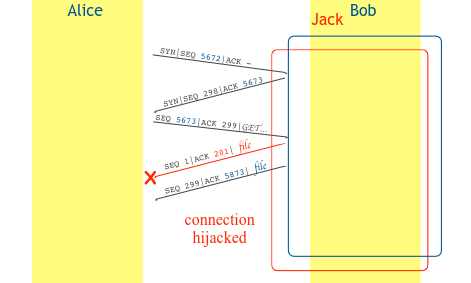 Alice
Jack
Bob
SYN|SEQ 5672|ACK –
SYN|SEQ 298|ACK 5673
SEQ 5673|ACK 299|GET...
SEQ 1|ACK 201| file
SEQ 299|ACK 5873| file
connection
hijacked